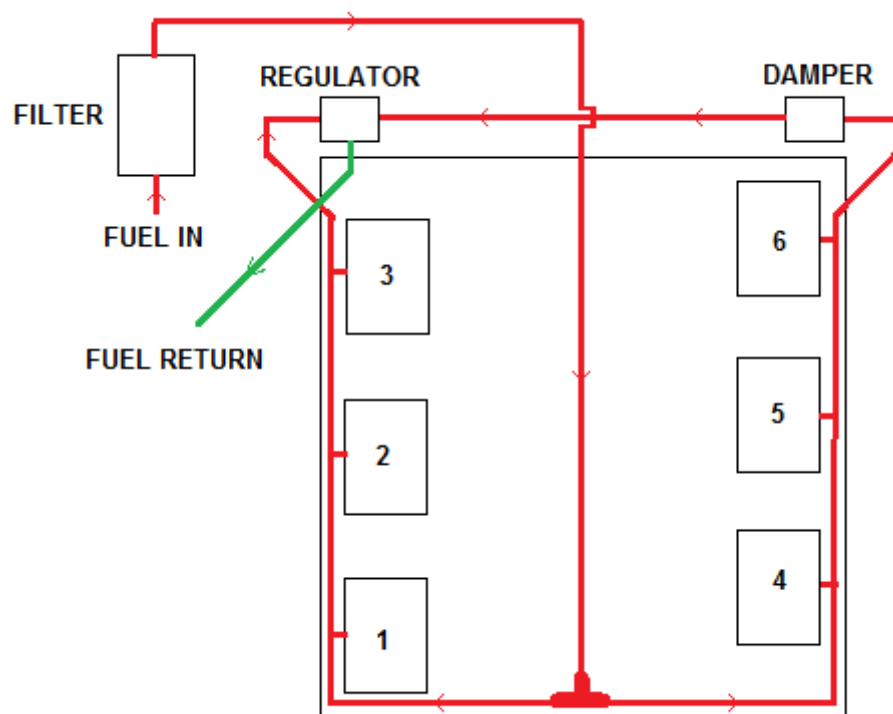 REGULATOR
DAMPER
FILTER
FUEL IN
6
3
FUEL RETURN
5
2
4
1